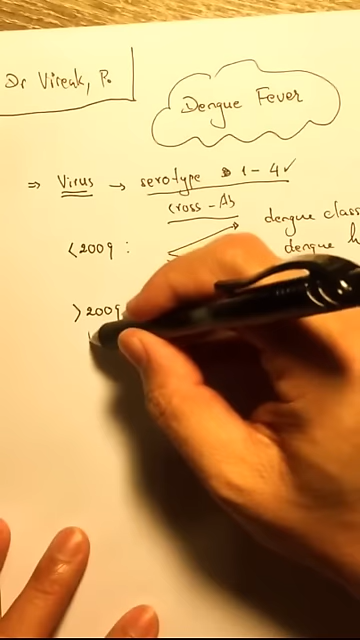 Dr Vireak, P.
Dengue Fever
⇒ Virus → serotype 1-4 ✓
cross-Ab
<2009 :
dengue class
dengue h
>2009